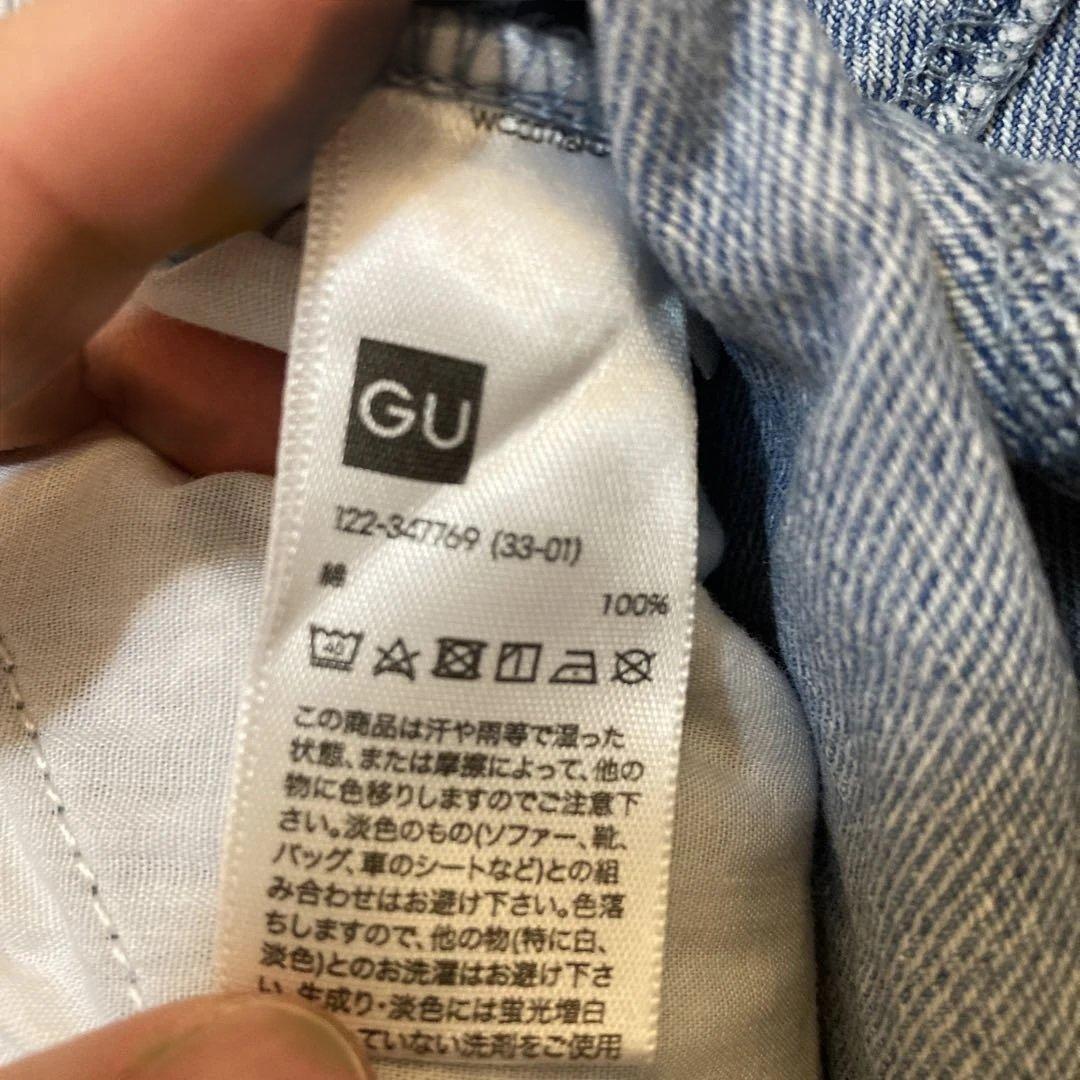 GU
122-347769 (33-01)
綿 100%
40
この商品は汗や雨等で湿った
状態、または摩擦によって、他の
物に色移りしますのでご注意下
さい。淡色のもの(ソファー、靴、
バッグ、車のシートなど)との組
み合わせはお避け下さい。色落
ちしますので、他の物(特に白、
淡色)とのお洗濯はお避け下さ
い。生成り・淡色には蛍光増白
ていない洗剤をご使用